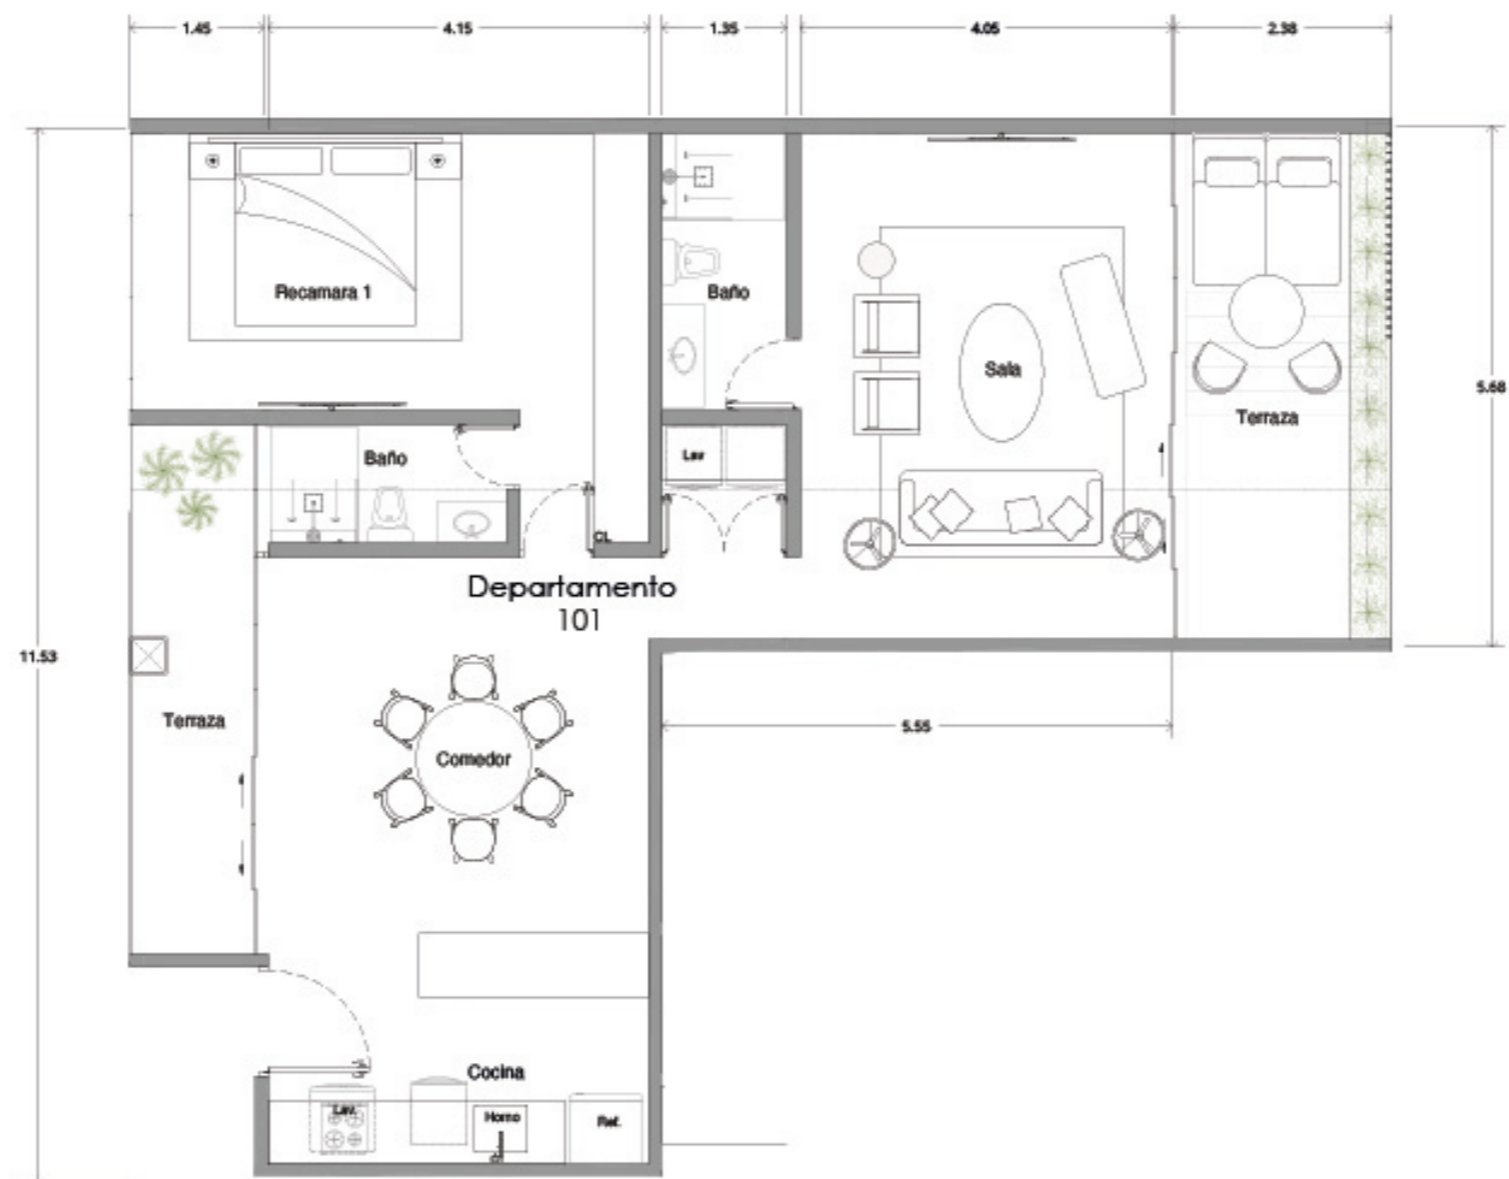 1.45
4.15
1.35
4.05
2.38
Recamara 1
Baño
Sala
5.68
Terraza
Baño
Lav
CL
Departamento
101
11.53
Terraza
5.55
Comedor
Cocina
Lav.
Horno
Ref.